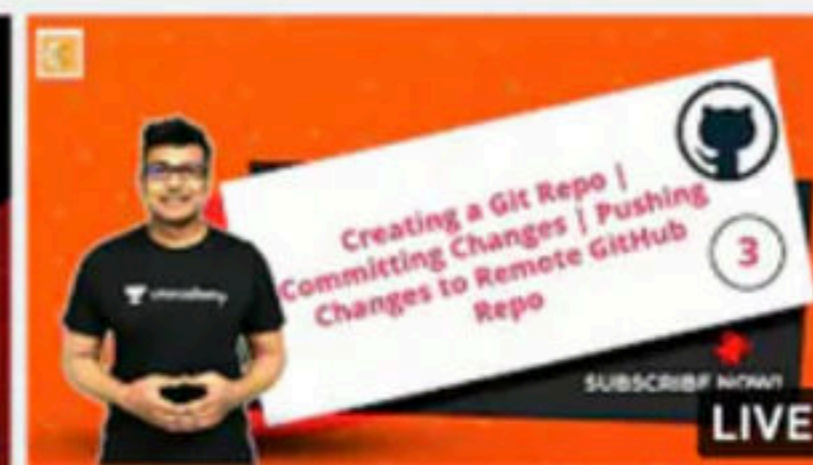 Creating a Git Repo |
Committing Changes | Pushing
Changes to Remote GitHub
Repo
3
SUBSCRIBE NOW!
LIVE